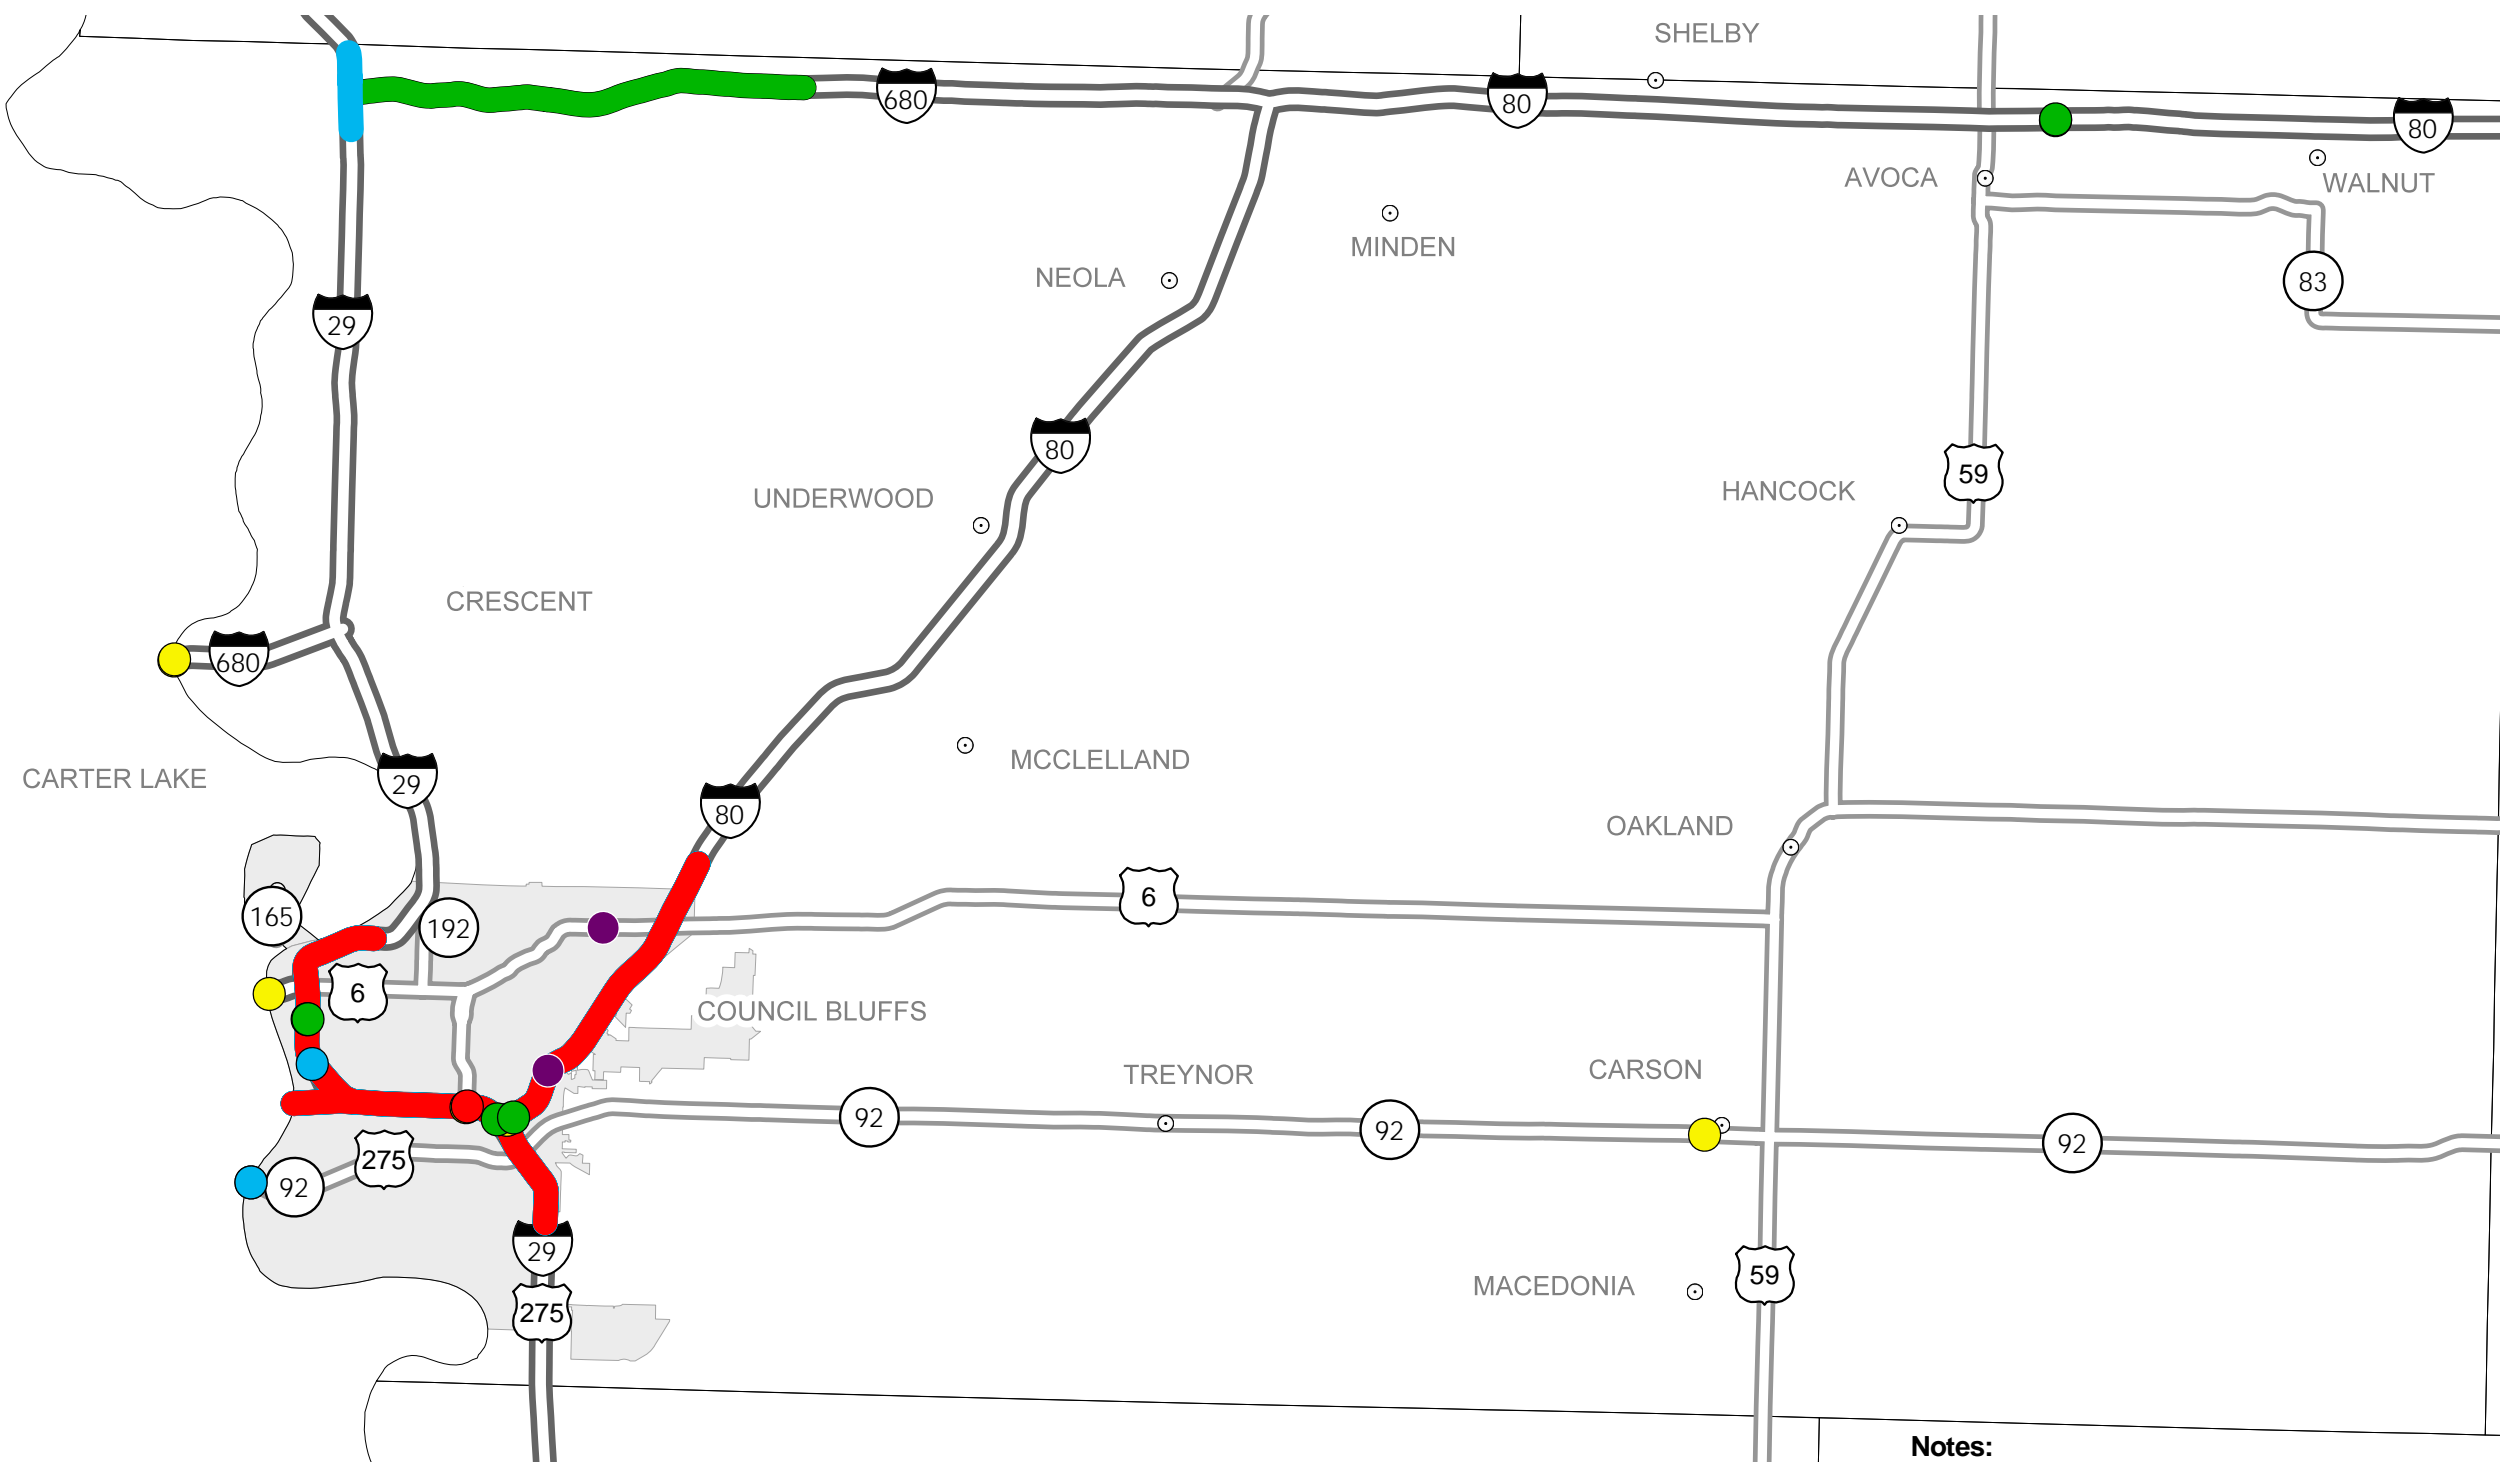 SHELBY
680
80
80
AVOCA
WALNUT
MINDEN
NEOLA
83
29
80
59
UNDERWOOD
HANCOCK
CRESCENT
680
MCCLELLAND
CARTER LAKE
29
80
OAKLAND
6
165
192
6
COUNCIL BLUFFS
TREYNOR
CARSON
92
92
92
275
92
29
MACEDONIA
59
275
Notes: